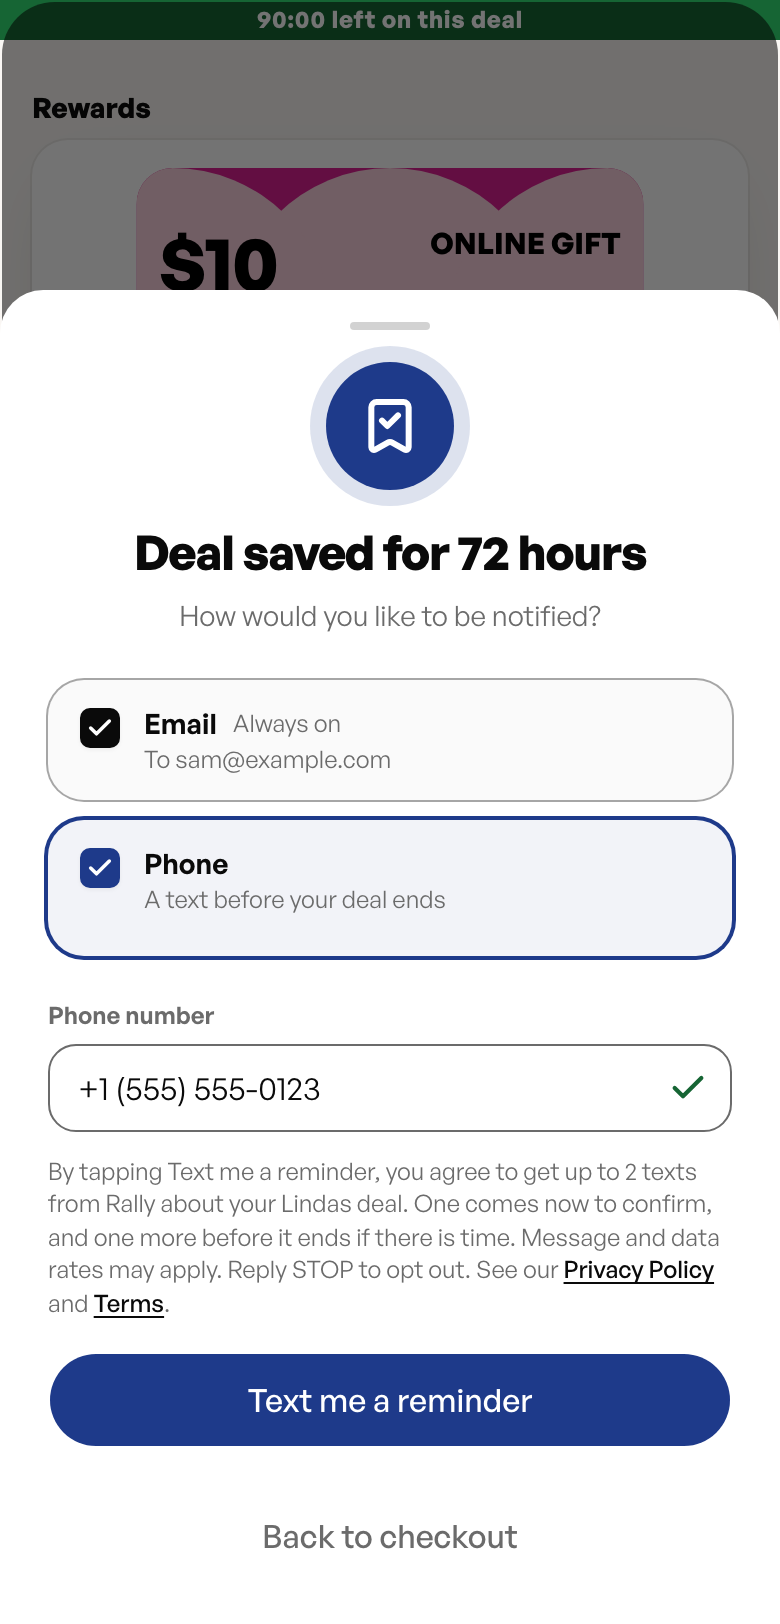 90:00 left on this deal
Rewards
$10
ONLINE GIFT
Deal saved for 72 hours
How would you like to be notified?
Email Always on
To sam@example.com
Phone
A text before your deal ends
Phone number
+1 (555) 555-0123
By tapping Text me a reminder, you agree to get up to 2 texts
from Rally about your Lindas deal. One comes now to confirm,
and one more before it ends if there is time. Message and data
rates may apply. Reply STOP to opt out. See our Privacy Policy
and Terms.
Text me a reminder
Back to checkout